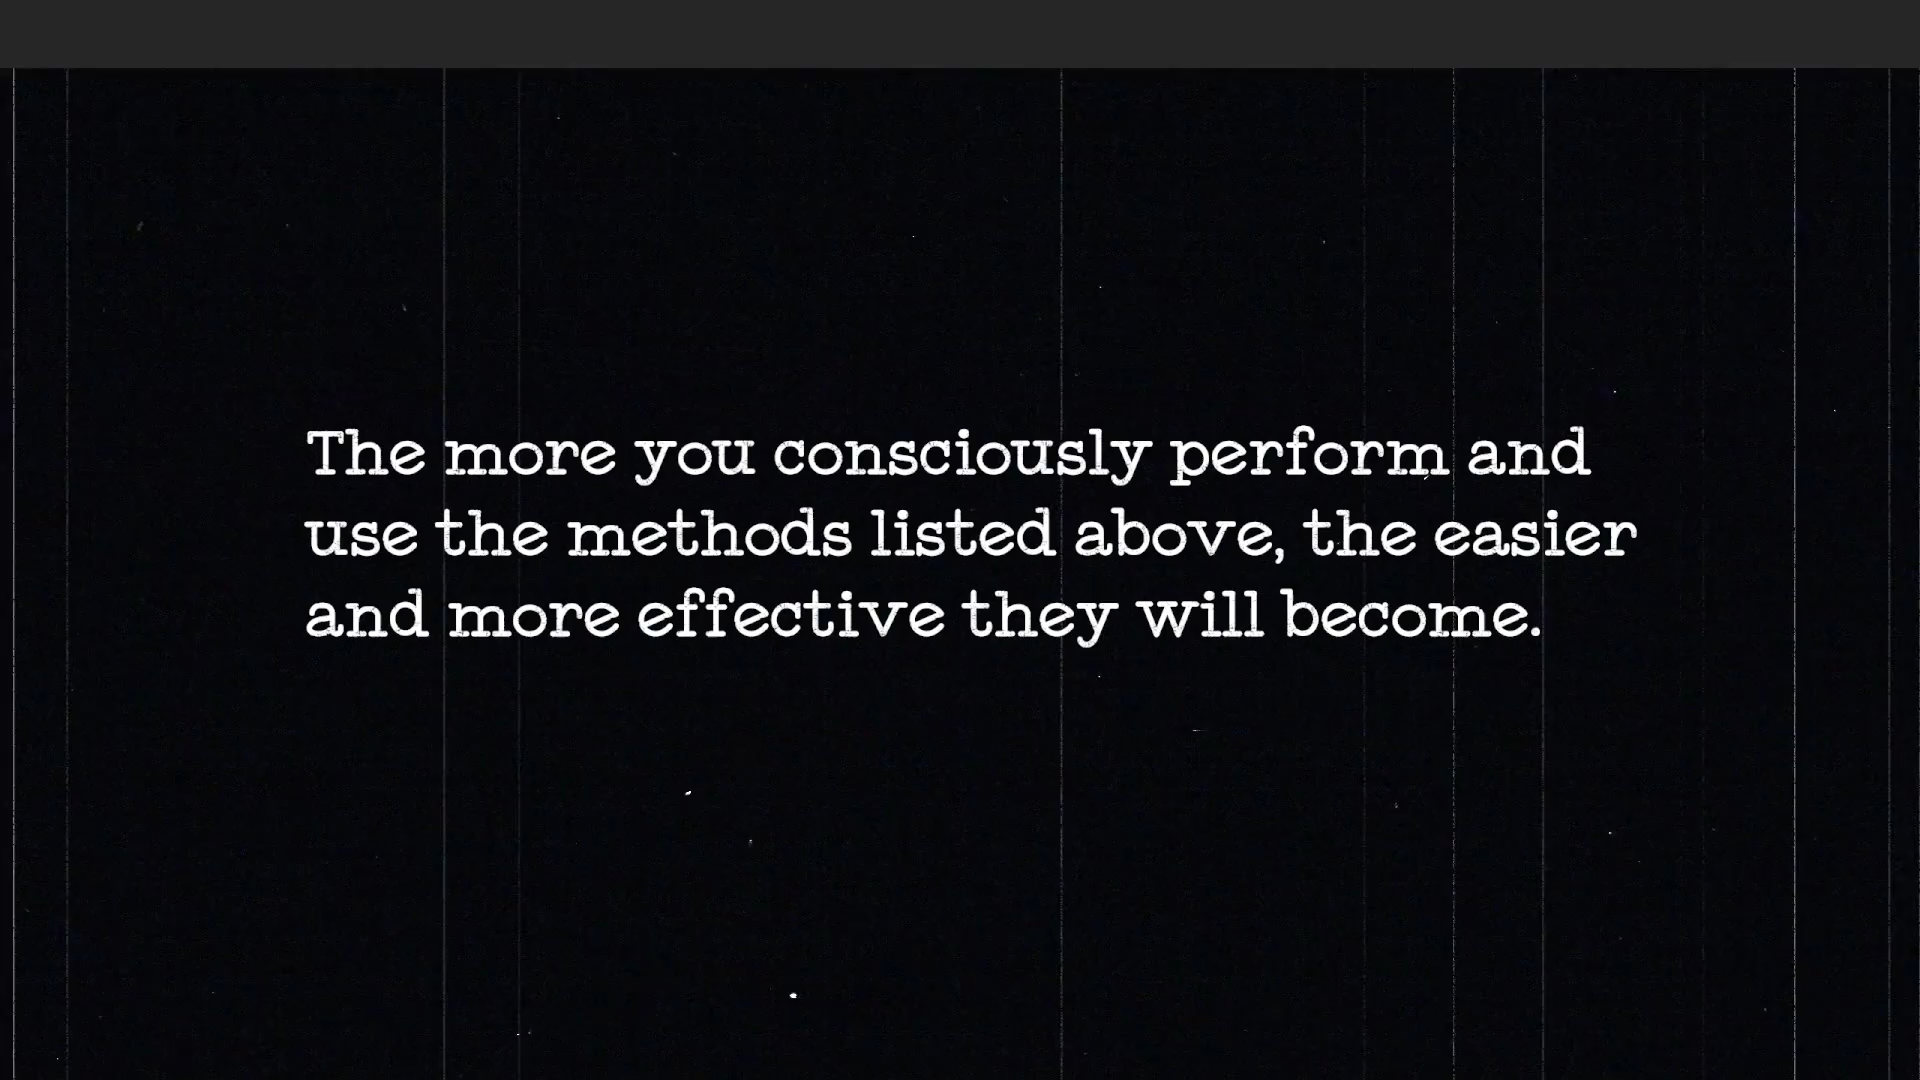 The more you consciously perform and
use the methods listed above, the easier
and more effective they will become.